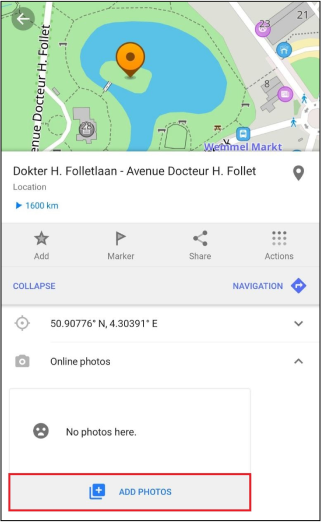 23
21
8
Avenue Docteur H. Follet
Wemmel Markt
Dokter H. Folletlaan - Avenue Docteur H. Follet
Location
1600 km
Add
Marker
Share
Actions
COLLAPSE
NAVIGATION
50.90776° N, 4.30391° E
Online photos
No photos here.
ADD PHOTOS